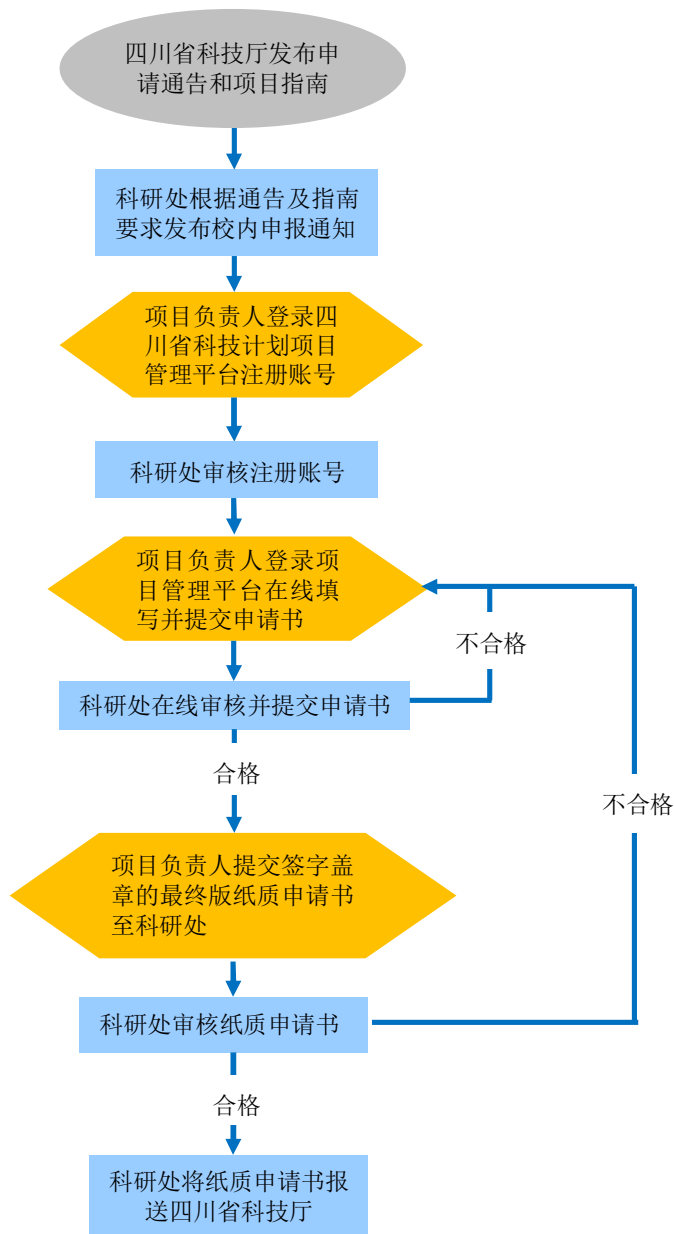 四川省科技厅发布申
请通告和项目指南
科研处根据通告及指南
要求发布校内申报通知
项目负责人登录四
川省科技计划项目
管理平台注册账号
科研处审核注册账号
项目负责人登录项
目管理平台在线填
写并提交申请书
不合格
科研处在线审核并提交申请书
合格
不合格
项目负责人提交签字盖
章的最终版纸质申请书
至科研处
科研处审核纸质申请书
合格
科研处将纸质申请书报
送四川省科技厅